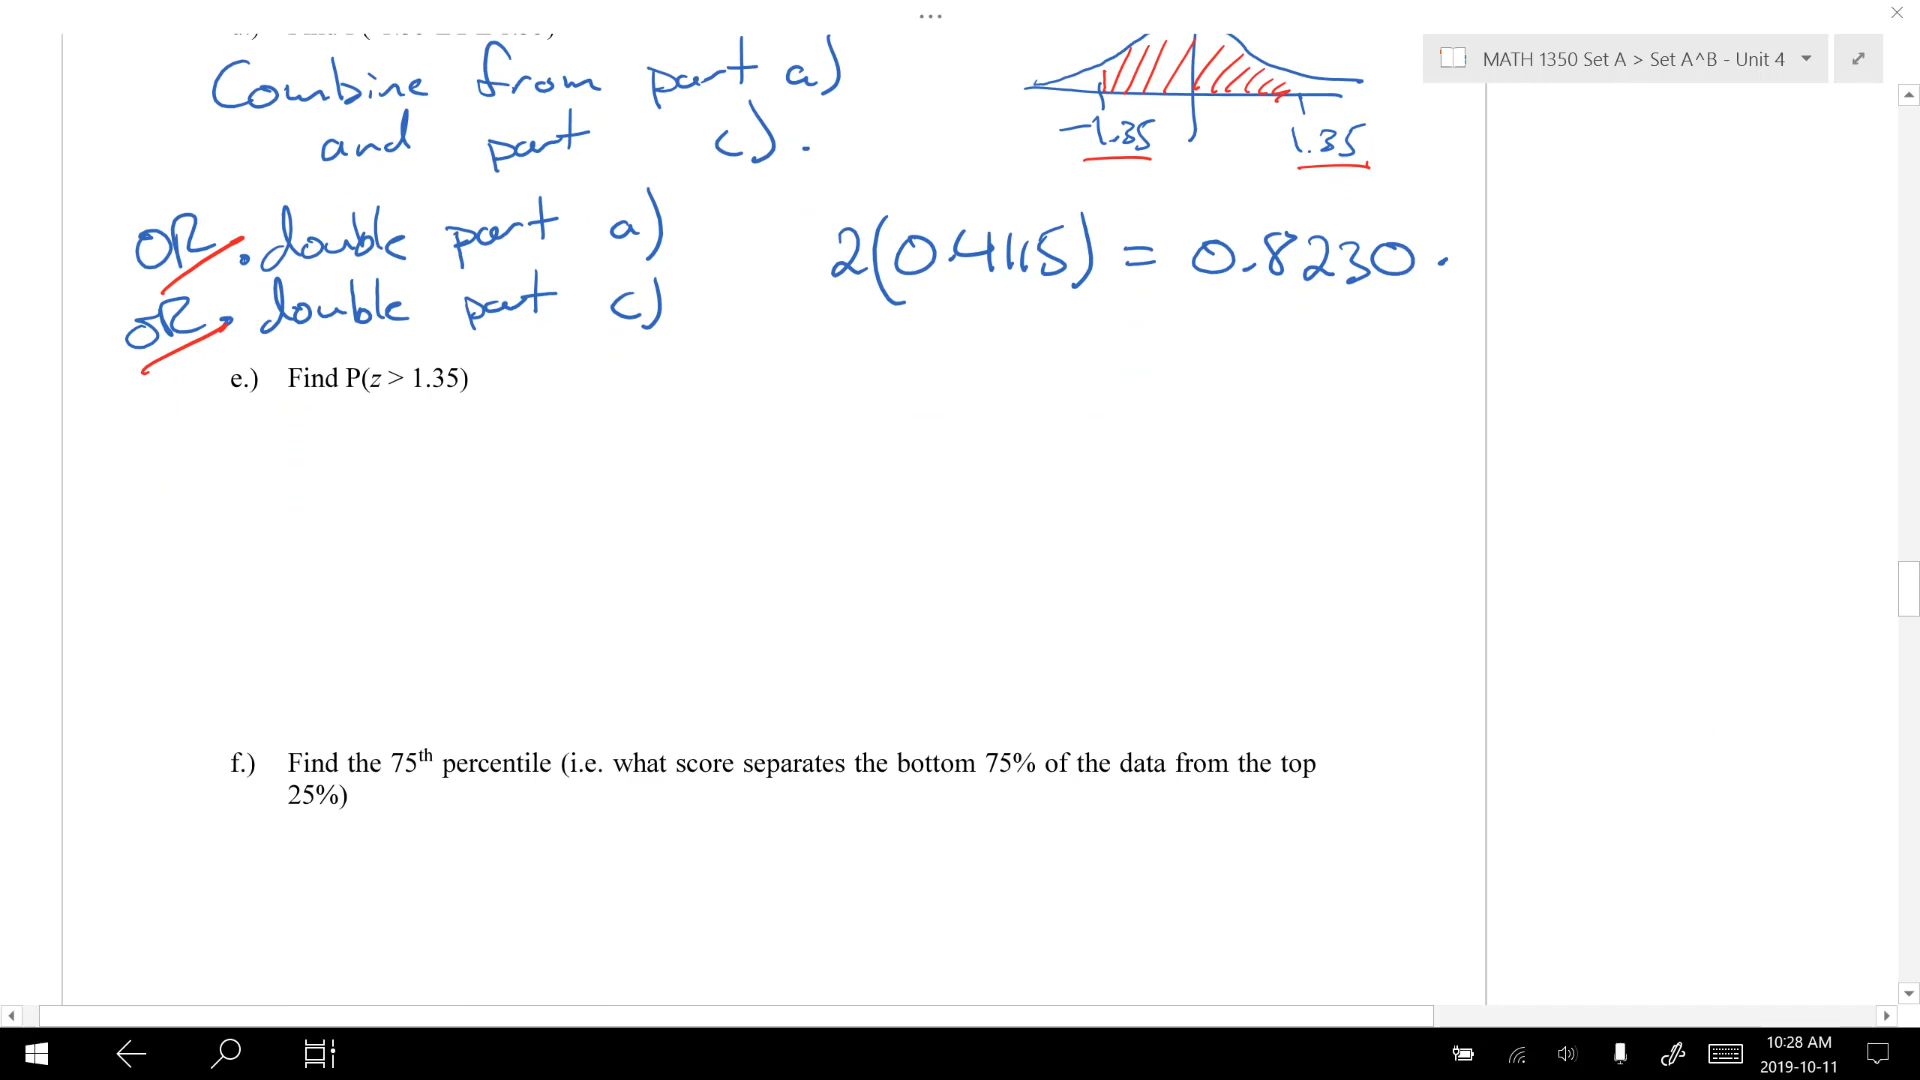 MATH 1350 Set A > Set A^B - Unit 4
Combine from part a)
and part c).
-1.35 1.35
OR. double part a)
2(0.4115) = 0.8230.
OR. double part c)
e.) Find P(z > 1.35)
f.) Find the 75th percentile (i.e. what score separates the bottom 75% of the data from the top
25%)
10:28 AM
2019-10-11